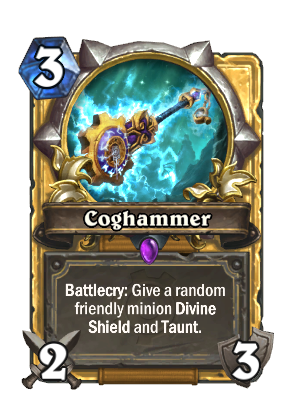 3
Coghammer
Battlecry: Give a random
friendly minion Divine
Shield and Taunt.
2
3